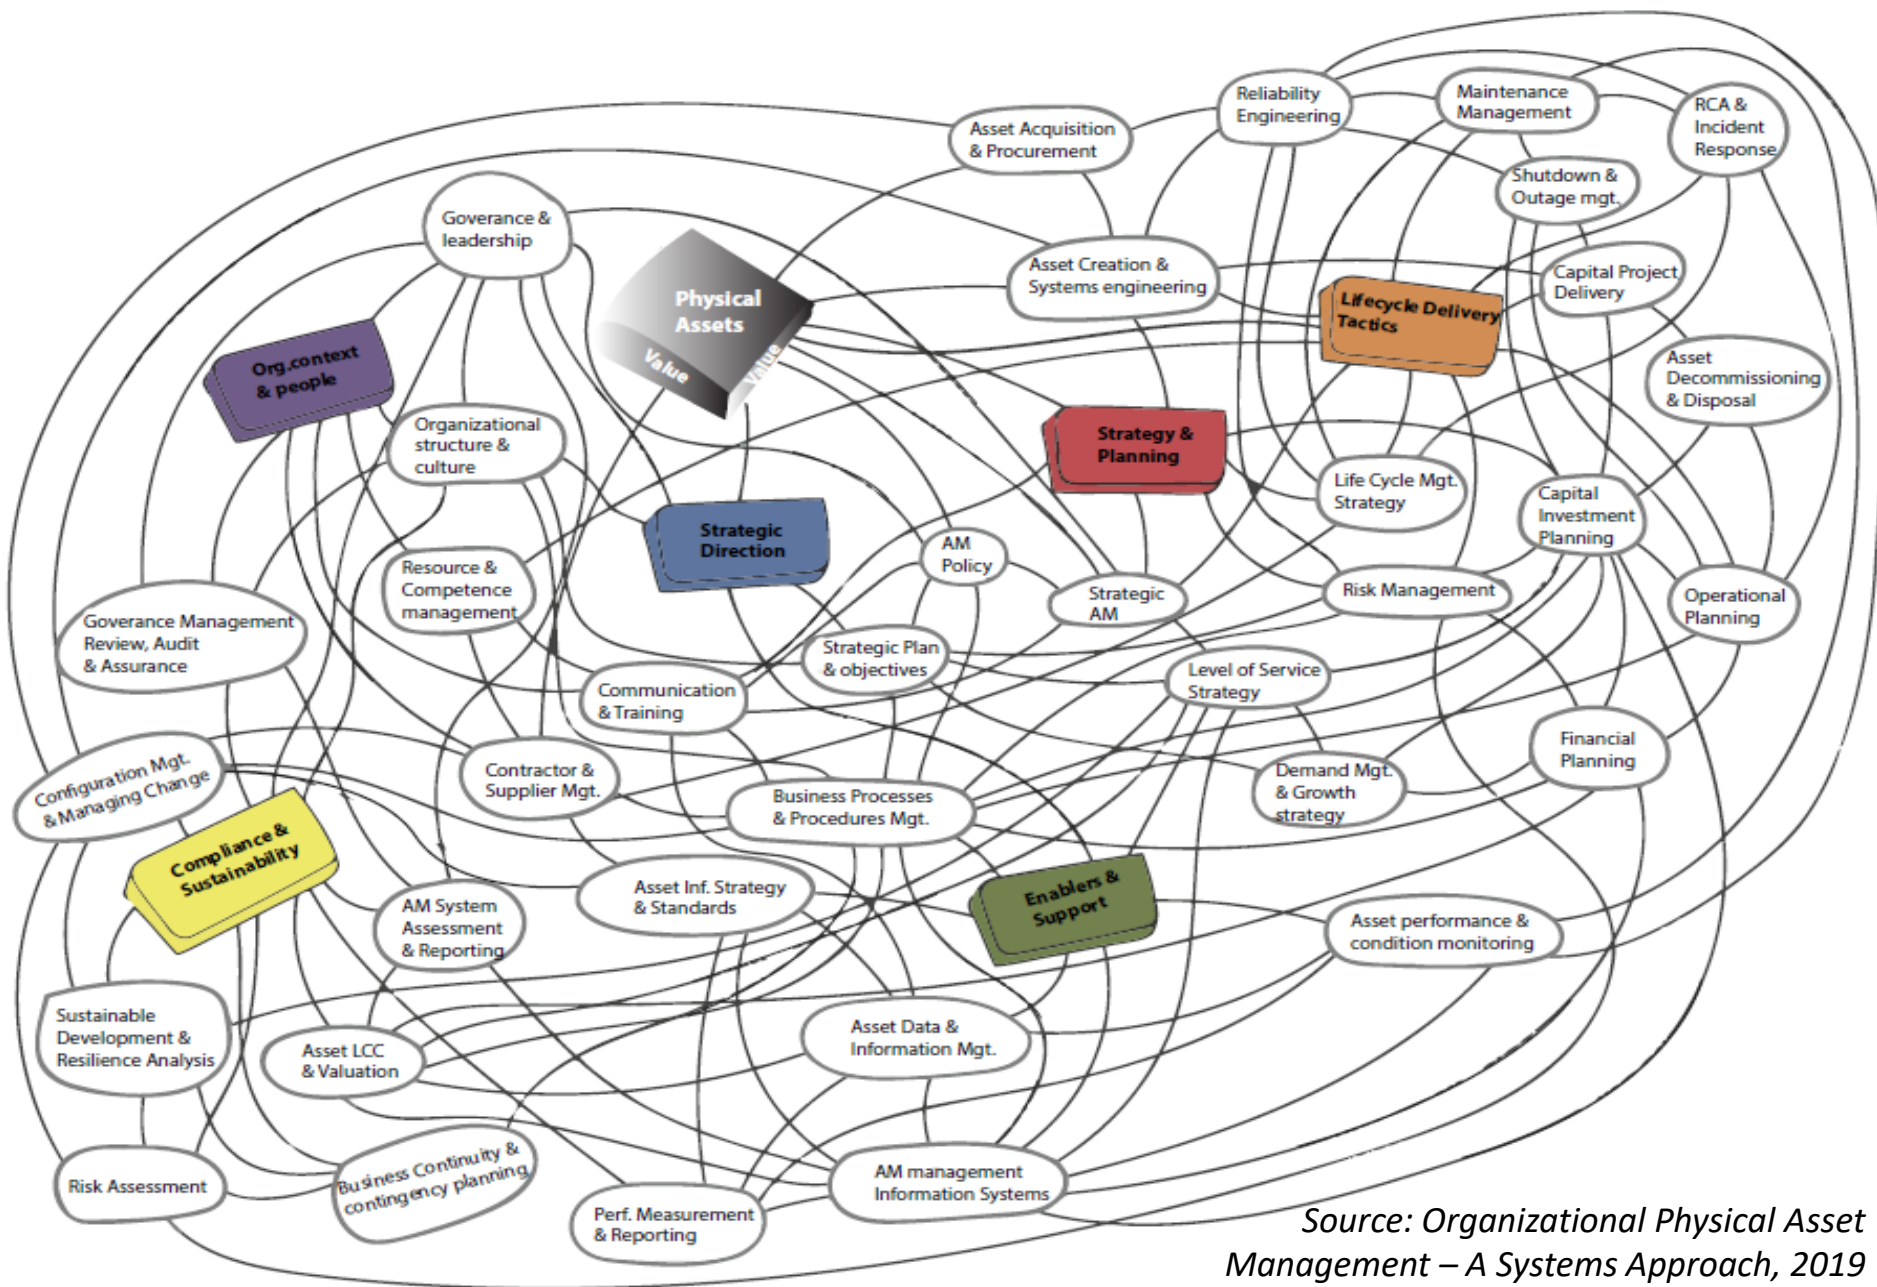 Reliability
Engineering
Maintenance
Management
RCA &
Incident
Response
Asset Acquisition
& Procurement
Shutdown &
Outage mgt.
Goverance &
leadership
Physical
Assets
Value
Value
Asset Creation &
Systems engineering
Capital Project
Delivery
Lifecycle Delivery
Tactics
Org.context
& people
Asset
Decommissioning
& Disposal
Organizational
structure &
culture
Strategy &
Planning
Life Cycle Mgt.
Strategy
Capital
Investment
Planning
Strategic
Direction
AM
Policy
Resource &
Competence
management
Strategic
AM
Risk Management
Operational
Planning
Goverance Management
Review, Audit
& Assurance
Strategic Plan
& objectives
Level of Service
Strategy
Communication
& Training
Configuration Mgt.
& Managing Change
Contractor &
Supplier Mgt.
Business Processes
& Procedures Mgt.
Demand Mgt.
& Growth
strategy
Financial
Planning
Compliance &
Sustainability
AM System
Assessment
& Reporting
Asset Inf. Strategy
& Standards
Enablers &
Support
Asset performance &
condition monitoring
Sustainable
Development &
Resilience Analysis
Asset LCC
& Valuation
Asset Data &
Information Mgt.
Risk Assessment
Business Continuity &
contingency planning
Perf. Measurement
& Reporting
AM management
Information Systems
Source: Organizational Physical Asset
Management – A Systems Approach, 2019